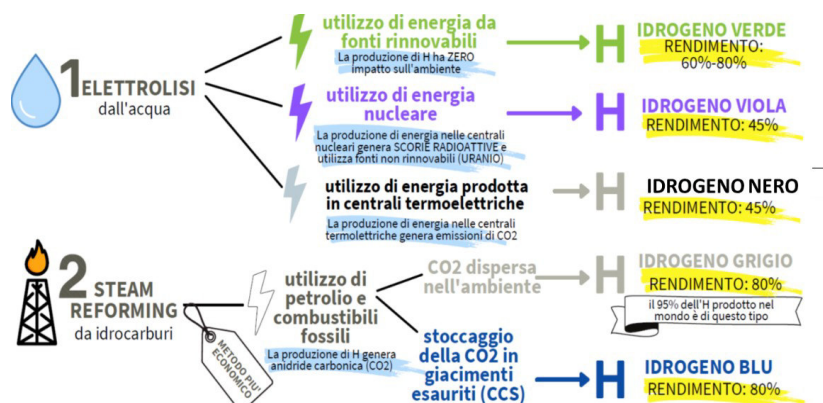 1 ELETTROLISI
dall'acqua
utilizzo di energia da
fonti rinnovabili
La produzione di H ha ZERO
impatto sull'ambiente
H
IDROGENO VERDE
RENDIMENTO:
60%-80%
utilizzo di energia
nucleare
La produzione di energia nelle centrali
nucleari genera SCORIE RADIOATTIVE e
utilizza fonti non rinnovabili (URANIO)
H
IDROGENO VIOLA
RENDIMENTO: 45%
utilizzo di energia prodotta
in centrali termoelettriche
La produzione di energia nelle centrali
termolettriche genera emissioni di CO2
H
IDROGENO NERO
RENDIMENTO: 45%
2 STEAM
REFORMING
da idrocarburi
METODO PIU'
ECONOMICO
utilizzo di
petrolio e
combustibili
fossili
La produzione di H genera
anidride carbonica (CO2)
CO2 dispersa
nell'ambiente
H
IDROGENO GRIGIO
RENDIMENTO: 80%
il 95% dell'H prodotto nel
mondo è di questo tipo
stoccaggio
della CO2 in
giacimenti
esauriti (CCS)
H
IDROGENO BLU
RENDIMENTO: 80%